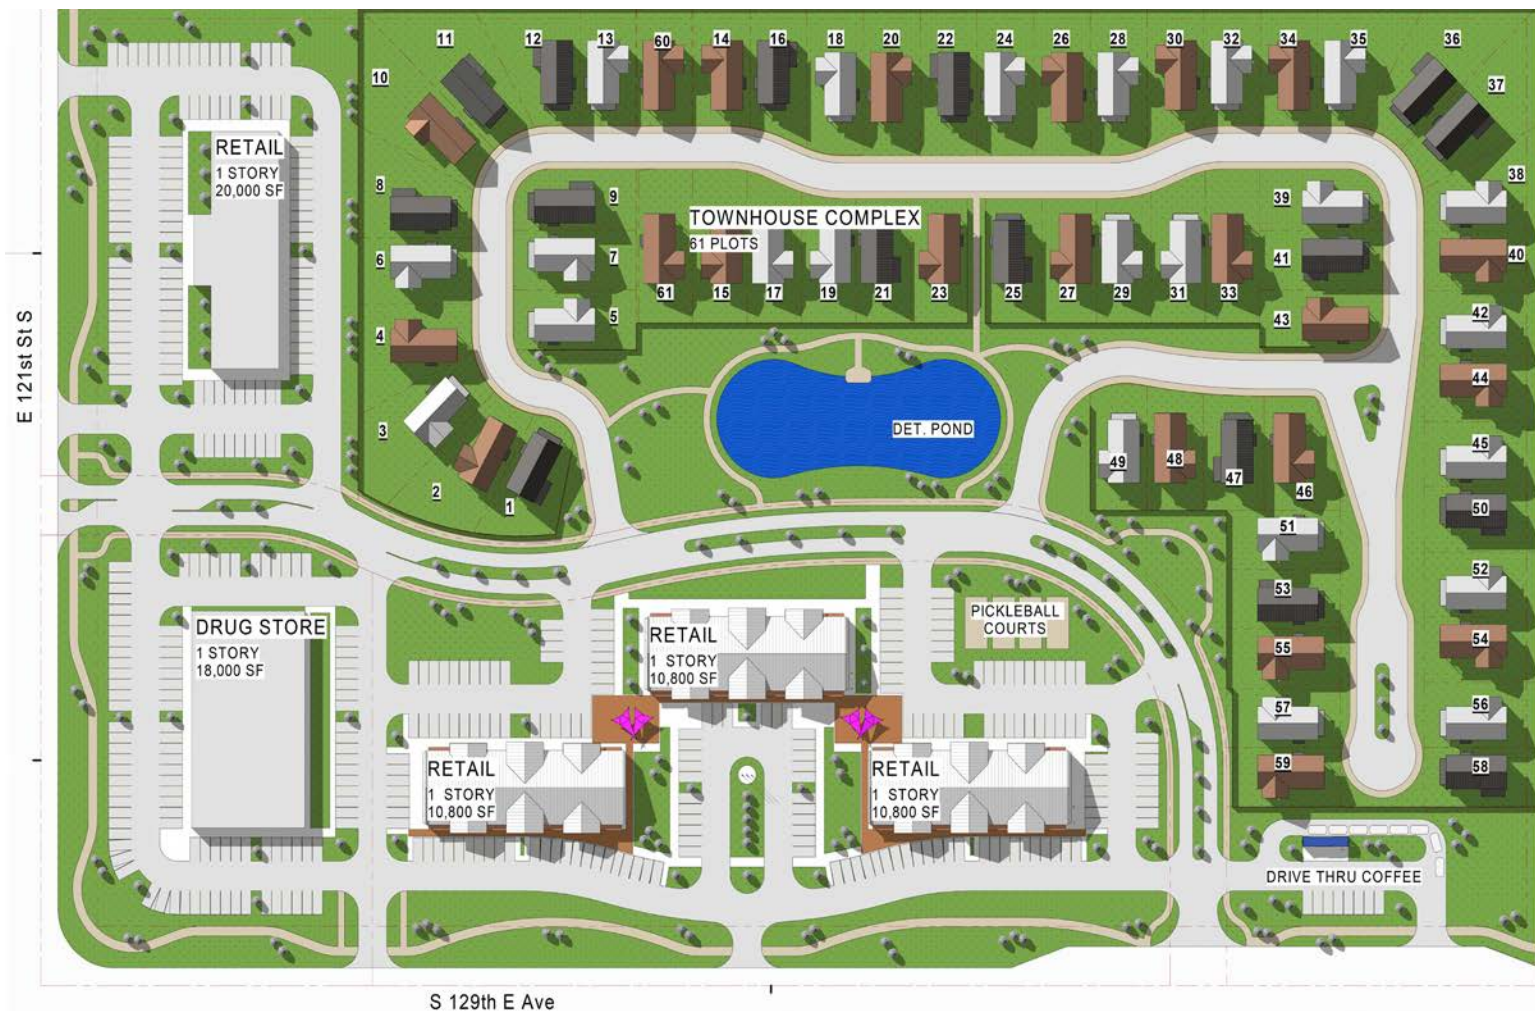 11
12
13
60
14
16
18
20
22
24
26
28
30
32
34
35
36
10
37
RETAIL
1 STORY
20,000 SF
8
9
38
39
TOWNHOUSE COMPLEX
61 PLOTS
6
7
41
40
61
15
17
19
21
23
25
27
29
31
33
5
43
42
4
44
E 121st St S
3
DET. POND
49
48
47
46
45
2
1
50
51
52
53
DRUG STORE
1 STORY
18,000 SF
RETAIL
1 STORY
10,800 SF
PICKLEBALL
COURTS
55
54
57
56
RETAIL
1 STORY
10,800 SF
RETAIL
1 STORY
10,800 SF
59
58
DRIVE THRU COFFEE
S 129th E Ave